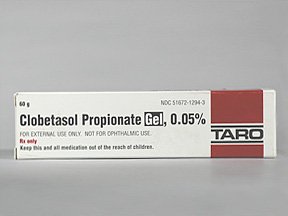 60 g
NDC 51672-1294-3
Clobetasol Propionate Gel, 0.05%
FOR EXTERNAL USE ONLY. NOT FOR OPHTHALMIC USE.
Rx only
Keep this and all medication out of the reach of children.
TARO